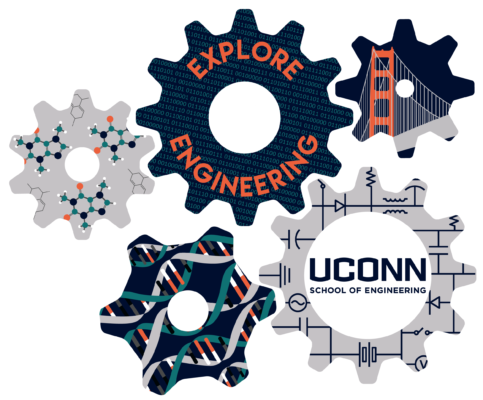 EXPLORE
ENGINEERING
UCONN
SCHOOL OF ENGINEERING